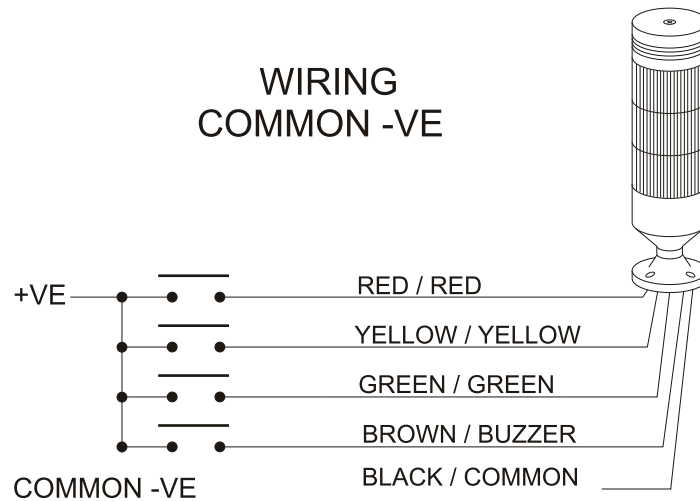 WIRING
COMMON -VE
+VE
RED / RED
YELLOW / YELLOW
GREEN / GREEN
BROWN / BUZZER
BLACK / COMMON
COMMON -VE